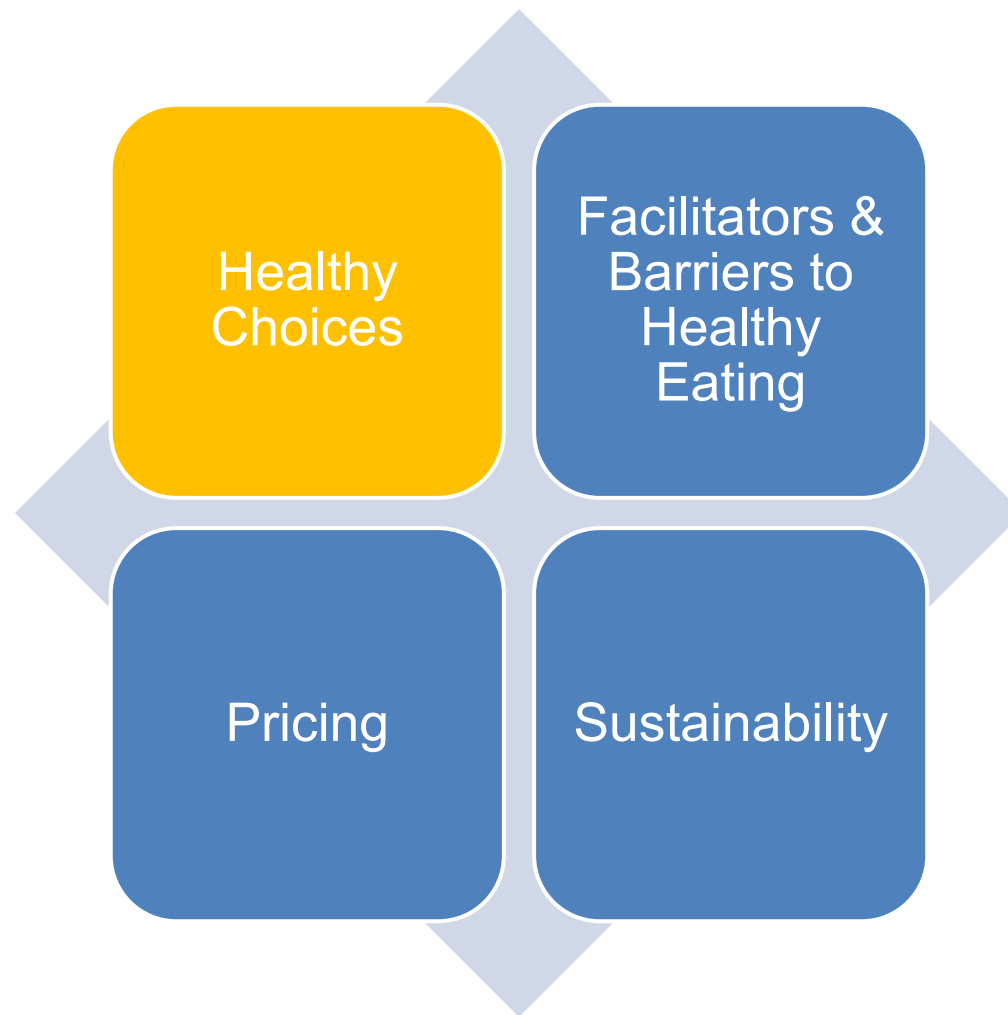 Healthy
Choices
Facilitators &
Barriers to
Healthy
Eating
Pricing
Sustainability